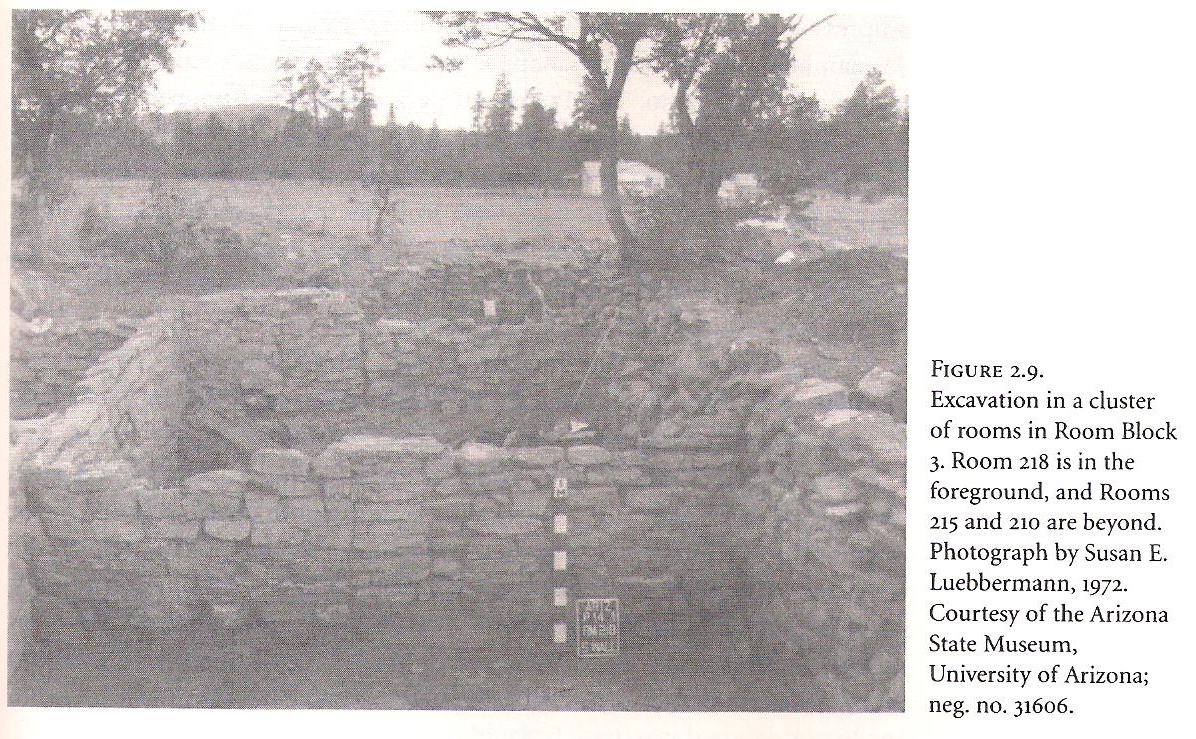 FIGURE 2.9.
Excavation in a cluster
of rooms in Room Block
3. Room 218 is in the
foreground, and Rooms
215 and 210 are beyond.
Photograph by Susan E.
Luebbermann, 1972.
Courtesy of the Arizona
State Museum,
University of Arizona;
neg. no. 31606.